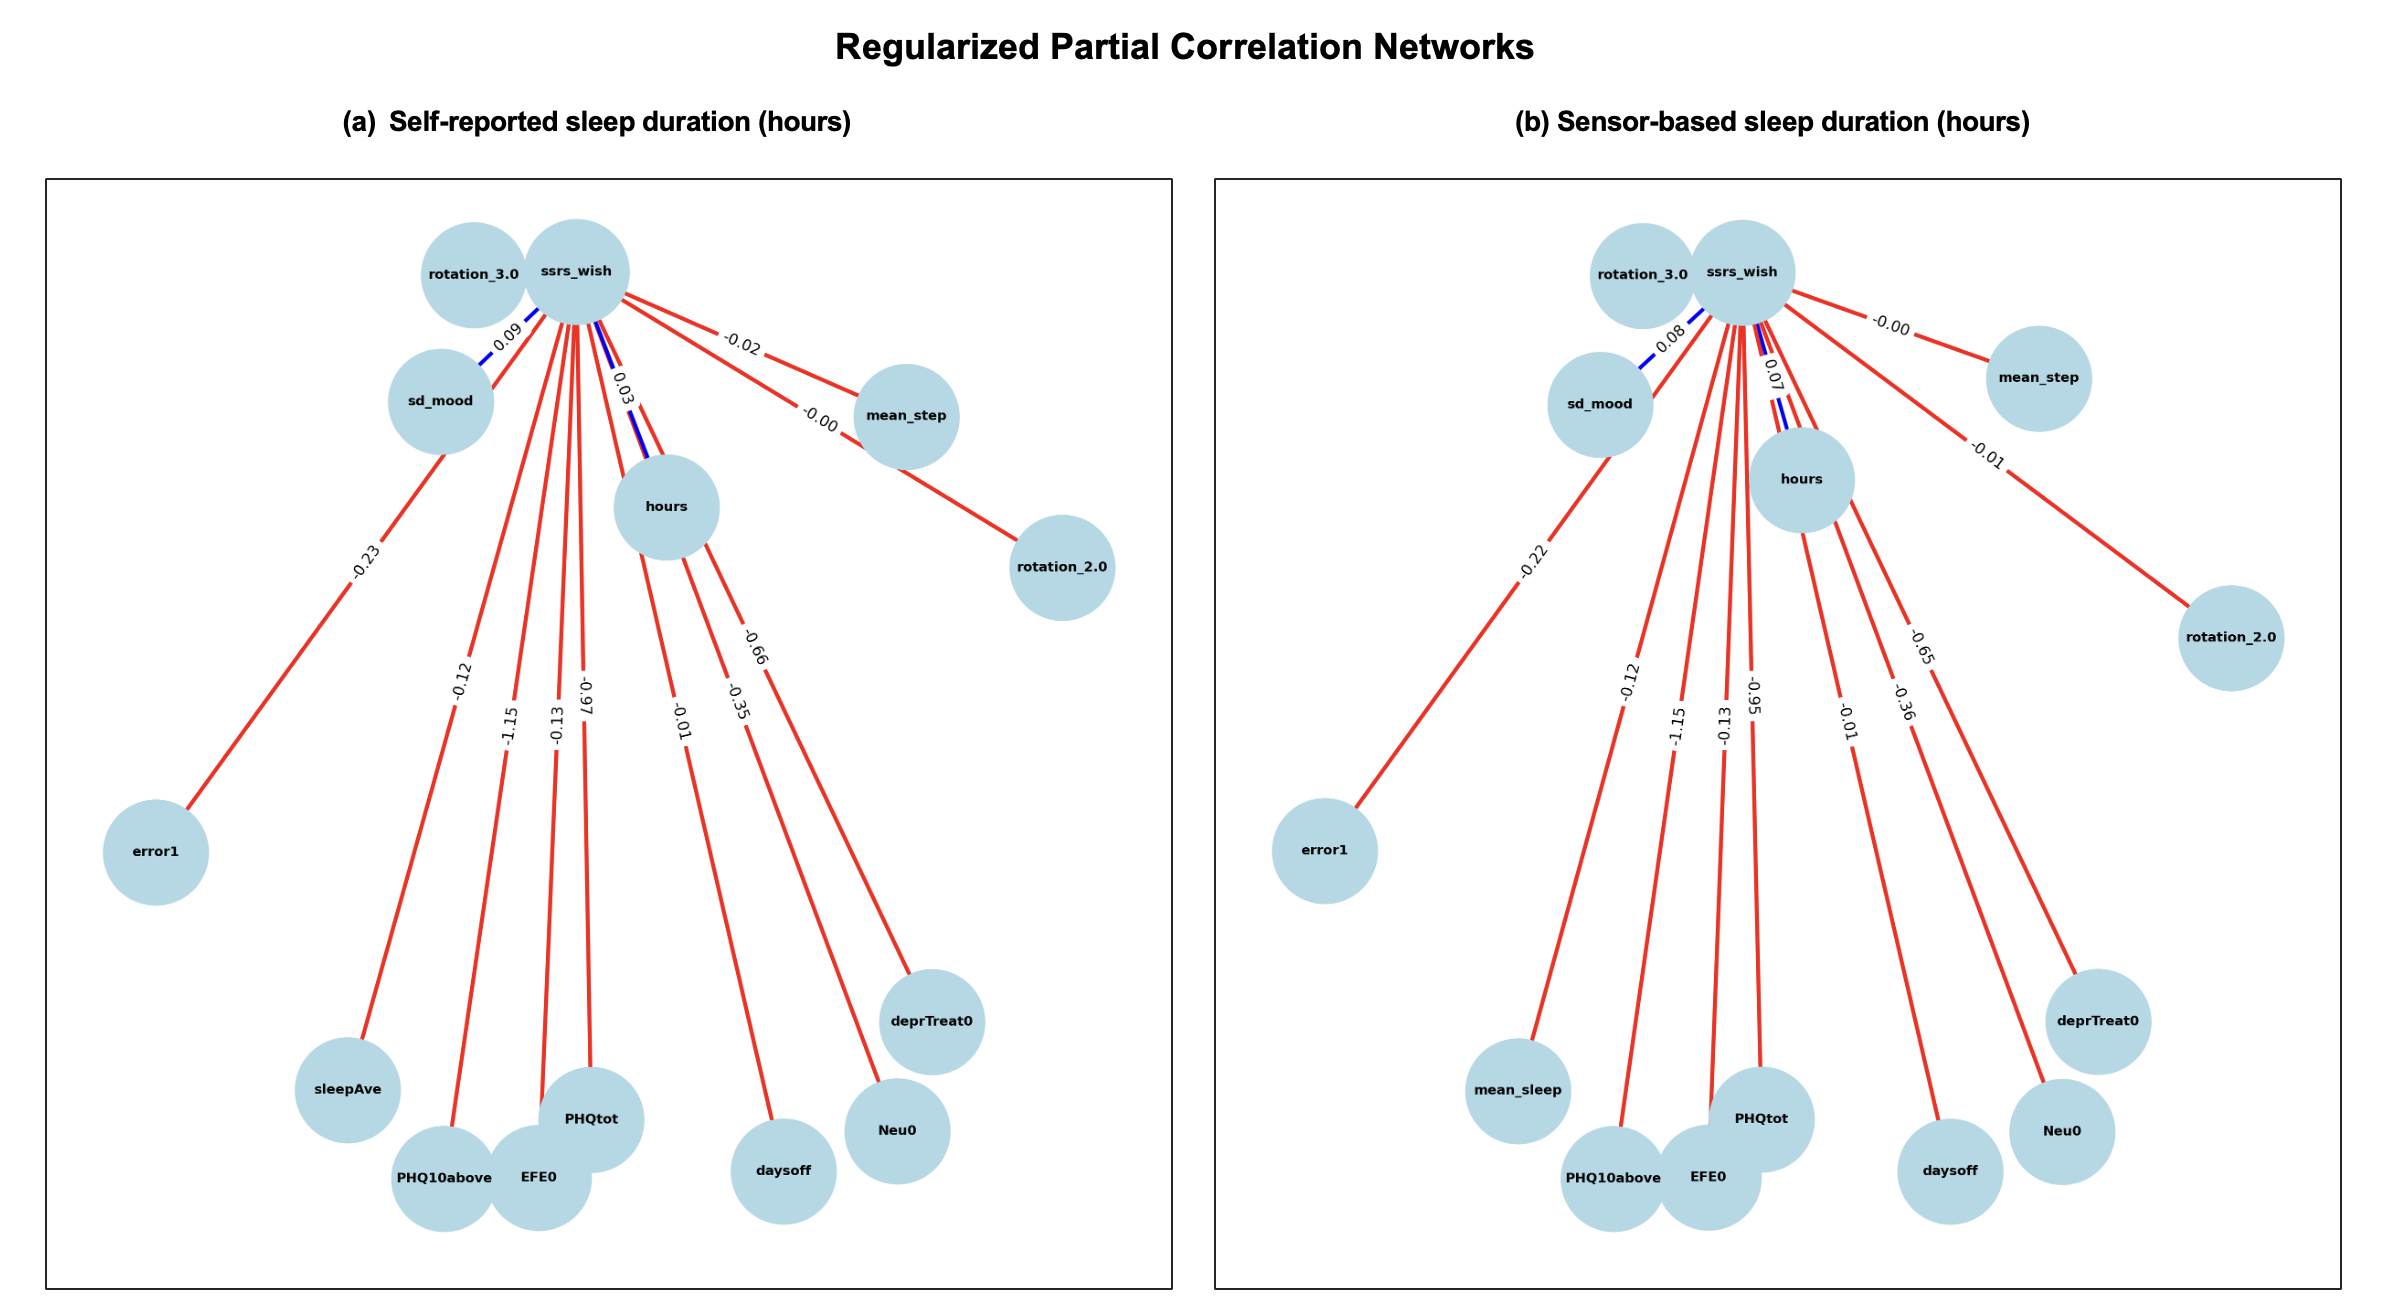 Regularized Partial Correlation Networks
(a) Self-reported sleep duration (hours)
rotation_3.0
ssrs_wish
0.09
-0.02
0.03
sd_mood
mean_step
-0.00
hours
-0.23
rotation_2.0
-0.66
-0.12
-0.97
-0.35
-1.15
-0.13
-0.01
error1
deprTreat0
sleepAve
PHQtot
Neu0
daysoff
PHQ10above
EFE0
(b) Sensor-based sleep duration (hours)
rotation_3.0
ssrs_wish
-0.00
0.08
0.07
mean_step
sd_mood
-0.01
hours
-0.22
rotation_2.0
-0.65
-0.12
-0.95
-0.36
-1.15
-0.13
-0.01
error1
deprTreat0
mean_sleep
PHQtot
Neu0
daysoff
PHQ10above
EFE0